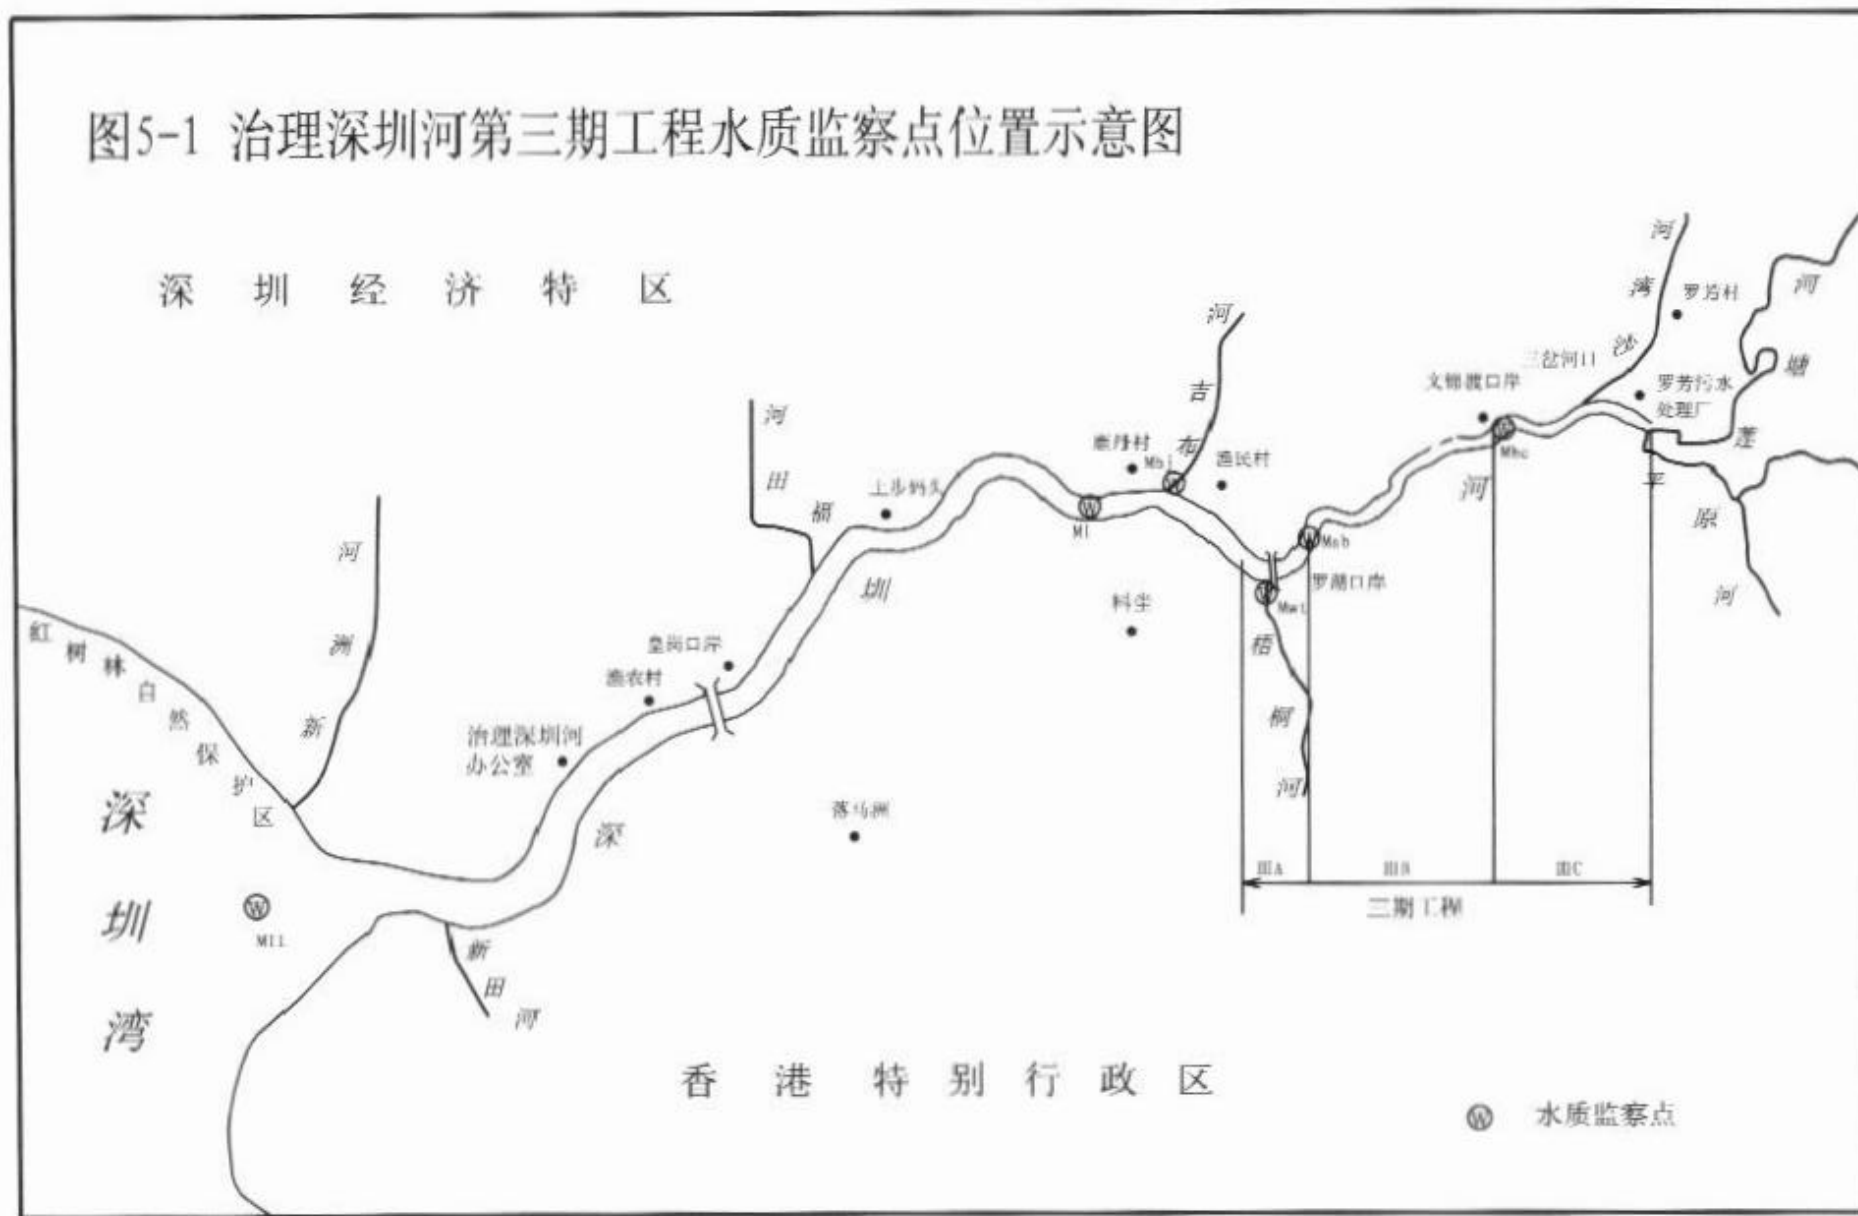 图5-1 治理深圳河第三期工程水质监察点位置示意图
深圳经济特区
香港特别行政区
深圳湾
红树林自然保护区
新洲河
福田河
布吉河
沙湾河
莲塘河
平原河
梧桐河
新田河
深圳河
罗芳村
三岔河口
文锦渡口岸
罗芳污水
处理厂
鹿丹村
Mbj
渔民村
上步码头
M1
Mhc
Msb
罗湖口岸
皇岗口岸
渔农村
治理深圳河
办公室
落马洲
ⅢA
ⅢB
ⅢC
三期工程
Ⓦ 水质监察点